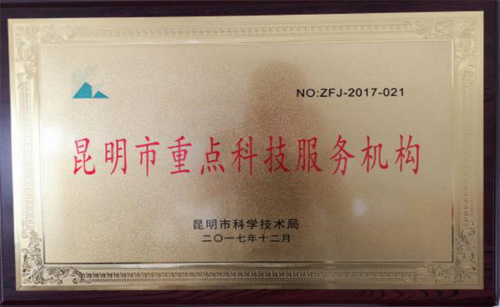 NO:ZFJ-2017-021
昆明市重点科技服务机构
昆明市科学技术局
二〇一七年十二月